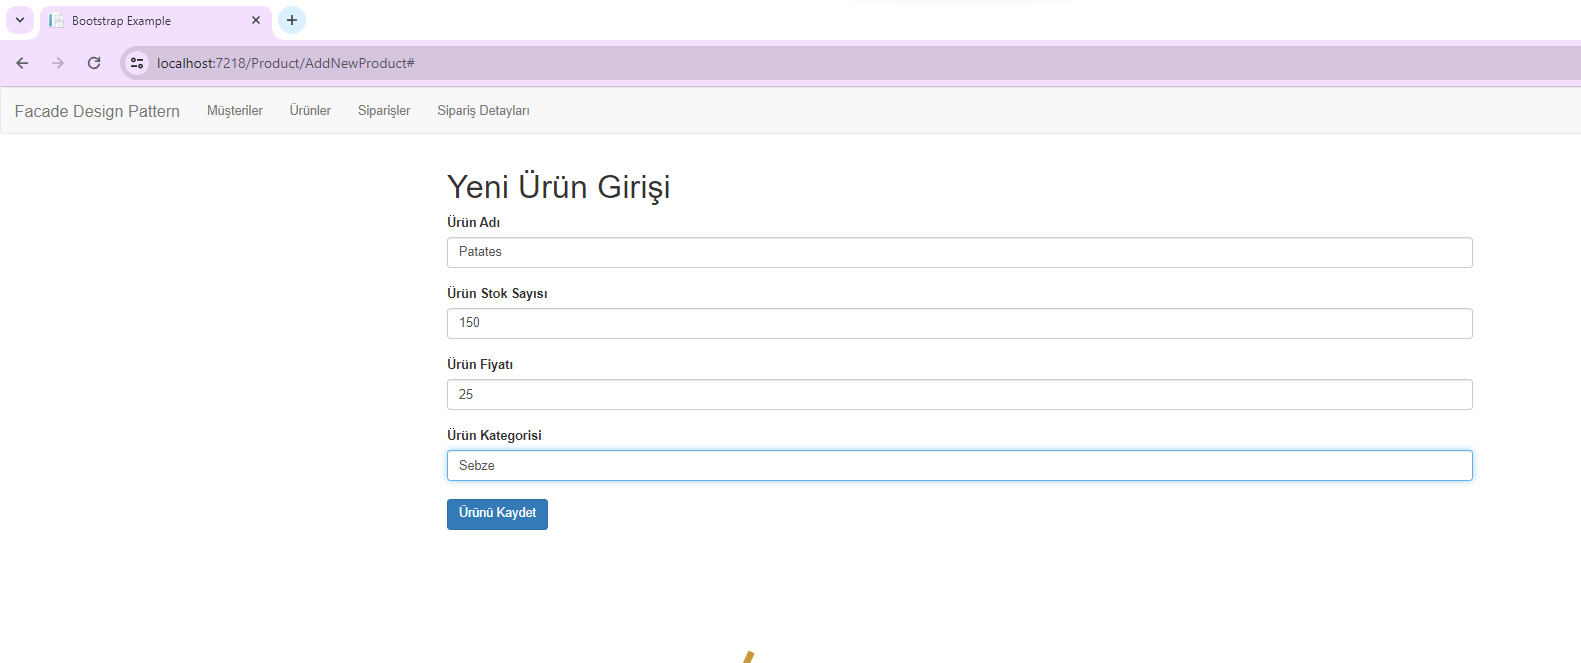 Bootstrap Example
localhost:7218/Product/AddNewProduct#
Facade Design Pattern Müşteriler Ürünler Siparişler Sipariş Detayları
Yeni Ürün Girişi
Ürün Adı
Patates
Ürün Stok Sayısı
150
Ürün Fiyatı
25
Ürün Kategorisi
Sebze
Ürünü Kaydet